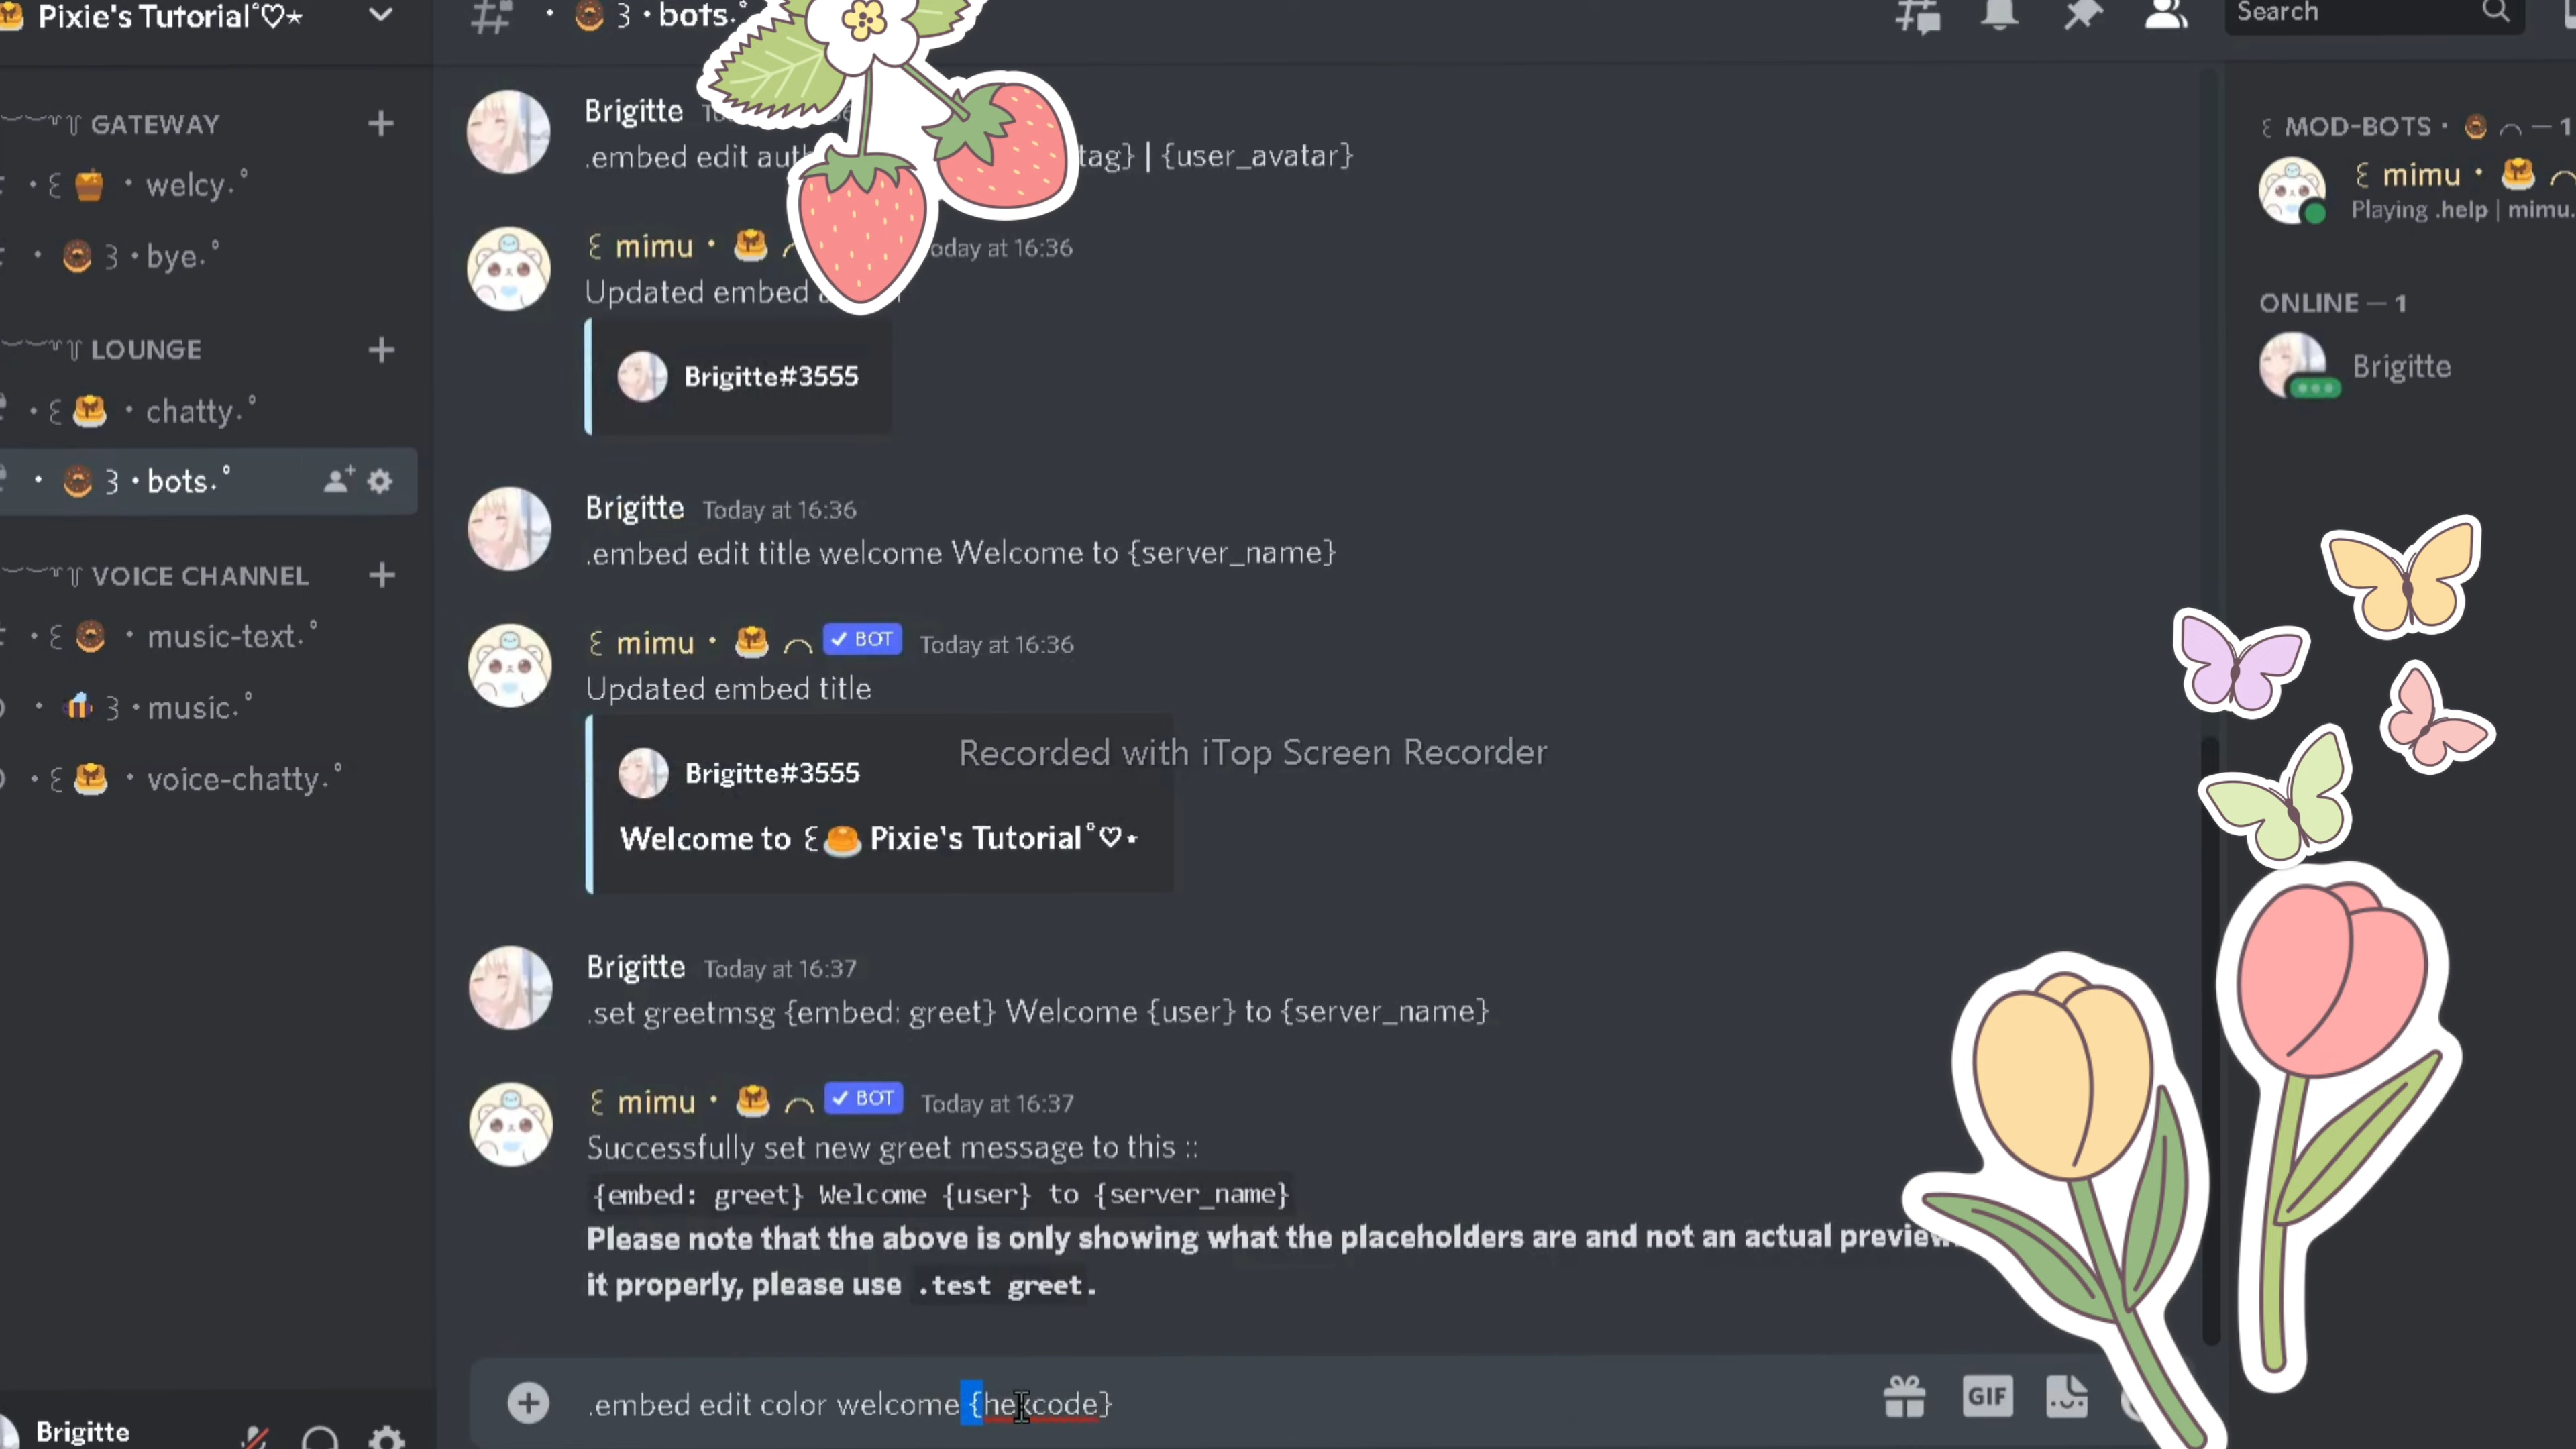 Pixie's Tutorial˚♡⋆
GATEWAY
welcy.˚
3 • bye.˚
LOUNGE
chatty.˚
3 • bots.˚
VOICE CHANNEL
music-text.˚
3 • music.˚
voice-chatty.˚
Brigitte
3 • bots.˚
Search
Brigitte
.embed edit tag} | {user_avatar}
mimu • oday at 16:36
Updated embed
Brigitte#3555
Brigitte Today at 16:36
.embed edit title welcome Welcome to {server_name}
mimu • ✓ BOT Today at 16:36
Updated embed title
Brigitte#3555
Welcome to Pixie's Tutorial˚♡⋆
Recorded with iTop Screen Recorder
Brigitte Today at 16:37
.set greetmsg {embed: greet} Welcome {user} to {server_name}
mimu • ✓ BOT Today at 16:37
Successfully set new greet message to this ::
{embed: greet} Welcome {user} to {server_name}
Please note that the above is only showing what the placeholders are and not an actual preview.
it properly, please use .test greet.
.embed edit color welcome {hexcode}
GIF
MOD-BOTS • — 1
mimu •
Playing .help | mimu.
ONLINE — 1
Brigitte